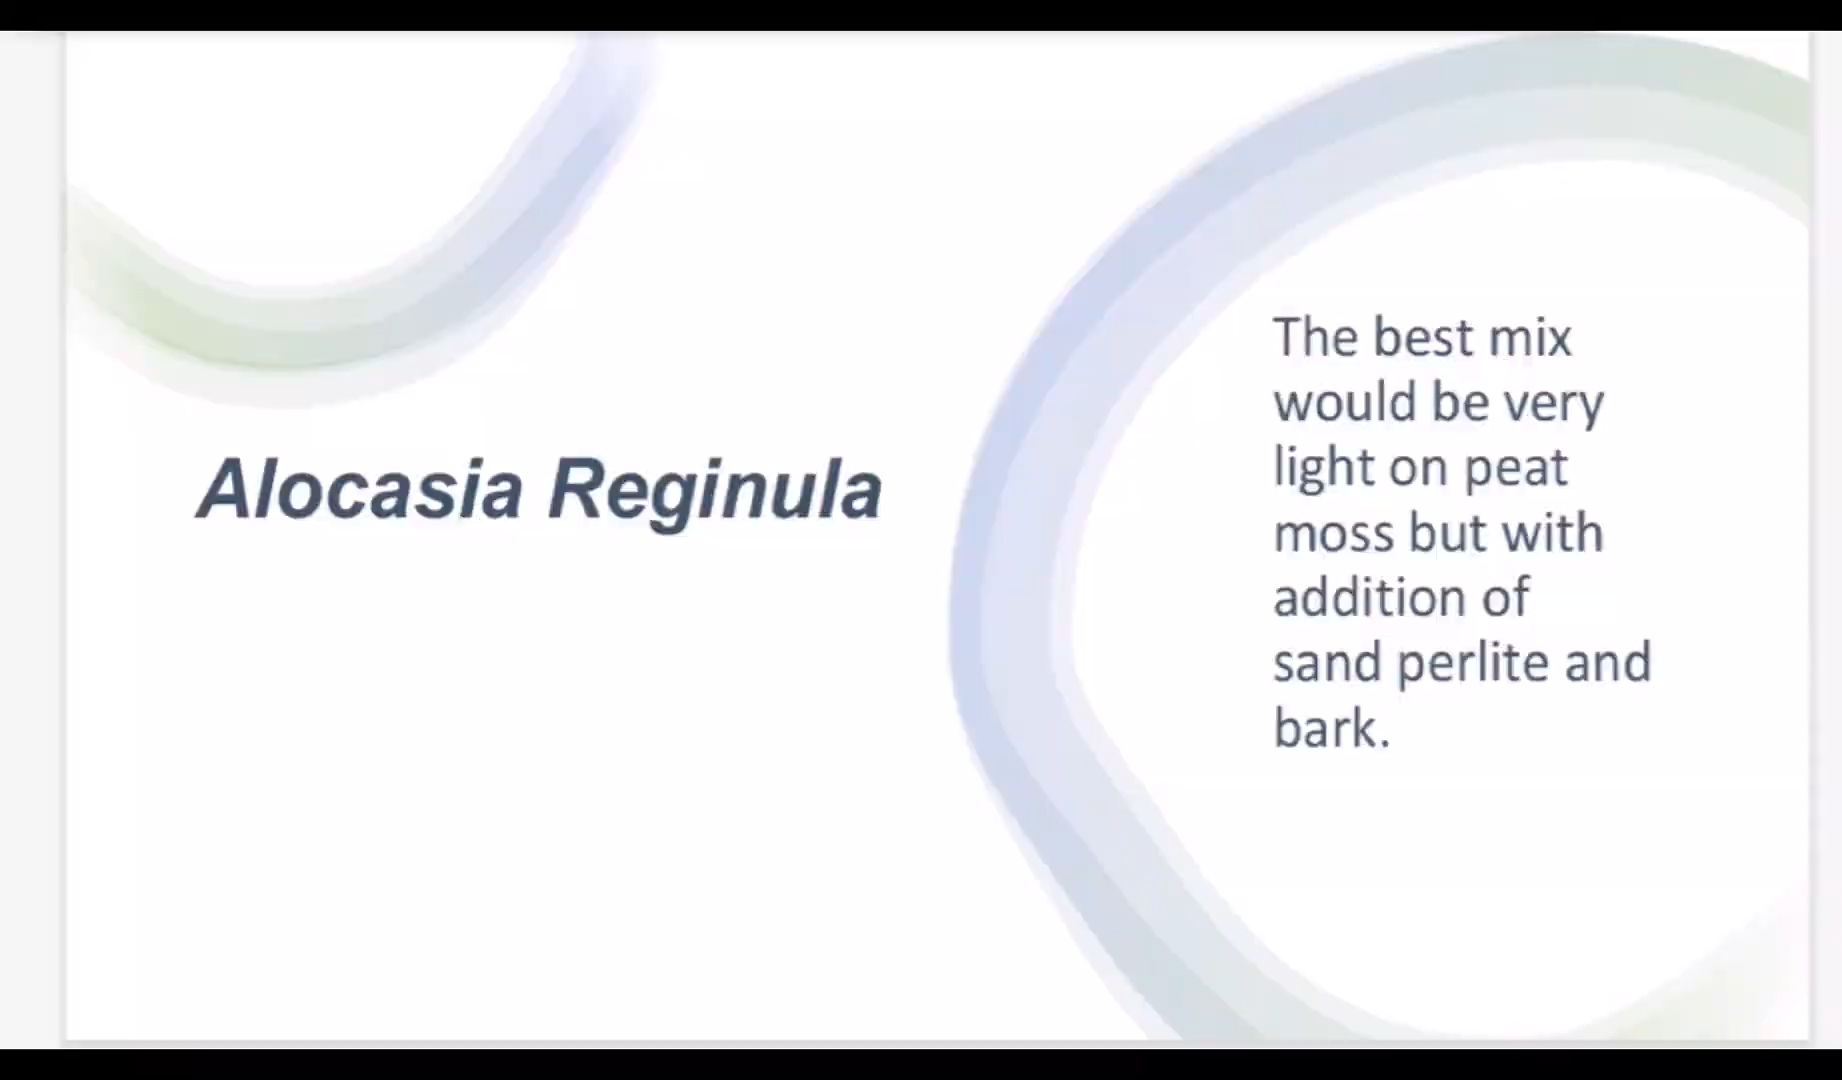 Alocasia Reginula
The best mix
would be very
light on peat
moss but with
addition of
sand perlite and
bark.